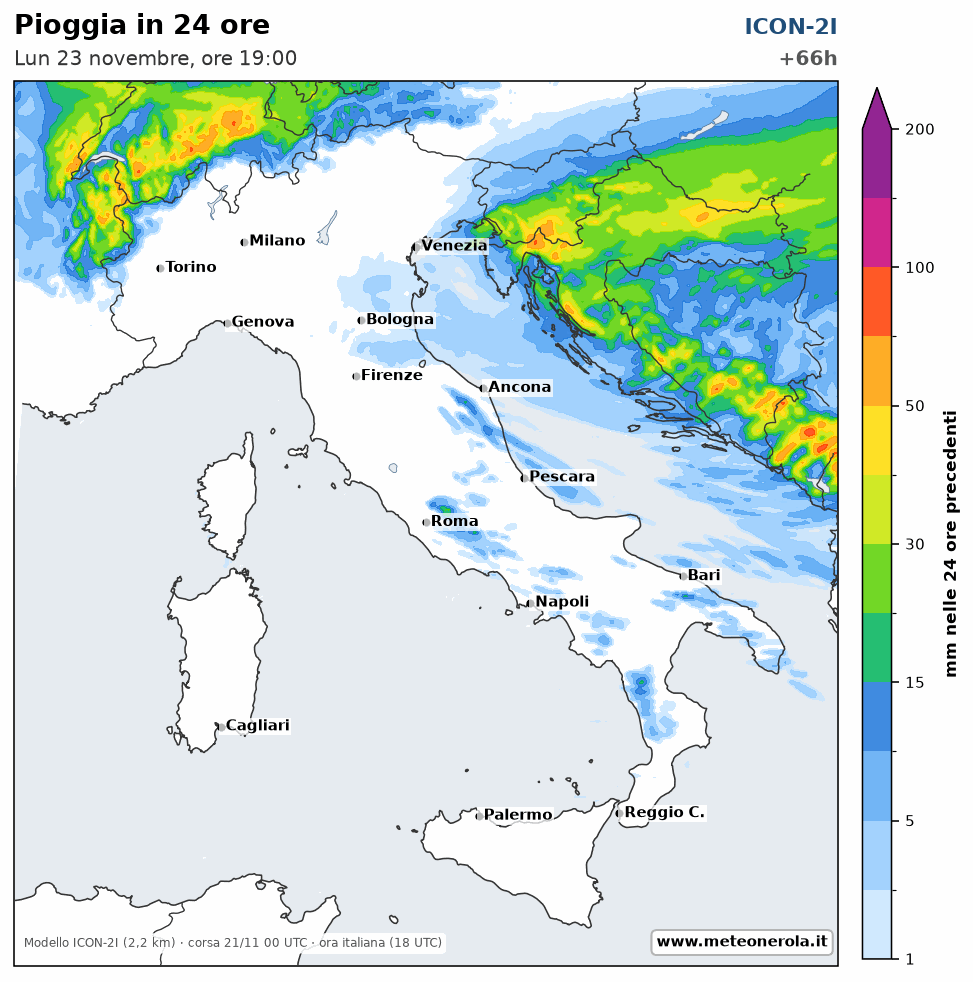 Pioggia in 24 ore
ICON-2I
Lun 23 novembre, ore 19:00
+66h
Venezia
Milano
Torino
Bologna
Genova
Firenze
Ancona
Pescara
Roma
Bari
Napoli
Cagliari
Palermo
Reggio C.
200
100
50
30
15
5
1
mm nelle 24 ore precedenti
Modello ICON-2I (2,2 km) · corsa 21/11 00 UTC · ora italiana (18 UTC)
www.meteonerola.it